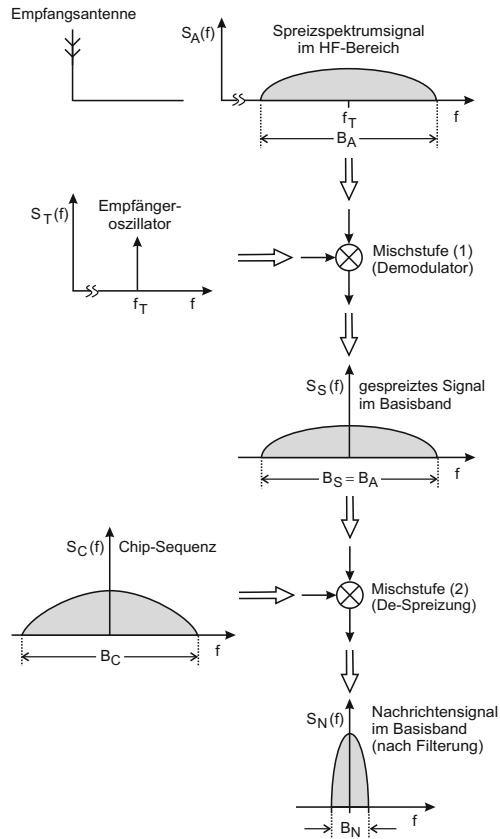 Empfangsantenne
S_A(f)
Spreizspektrumsignal
im HF-Bereich
f_T
f
B_A
S_T(f)
Empfänger-
oszillator
f_T
f
Mischstufe (1)
(Demodulator)
S_S(f)
gespreiztes Signal
im Basisband
f
B_S = B_A
S_C(f)
Chip-Sequenz
f
B_C
Mischstufe (2)
(De-Spreizung)
S_N(f)
Nachrichtensignal
im Basisband
(nach Filterung)
f
B_N